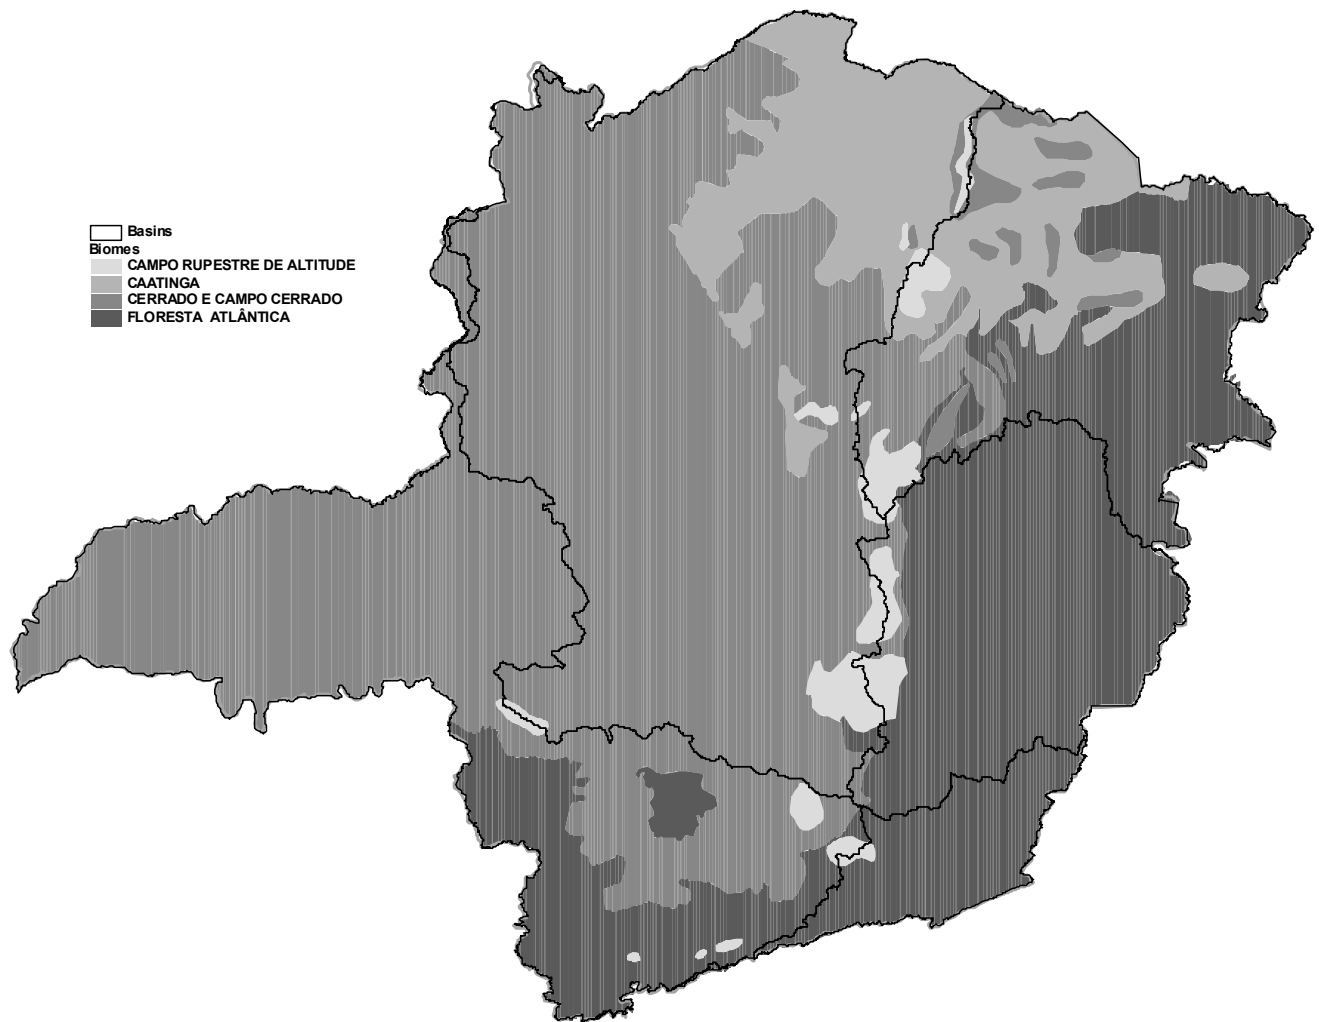 Basins
Biomes
CAMPO RUPESTRE DE ALTITUDE
CAATINGA
CERRADO E CAMPO CERRADO
FLORESTA ATLÂNTICA